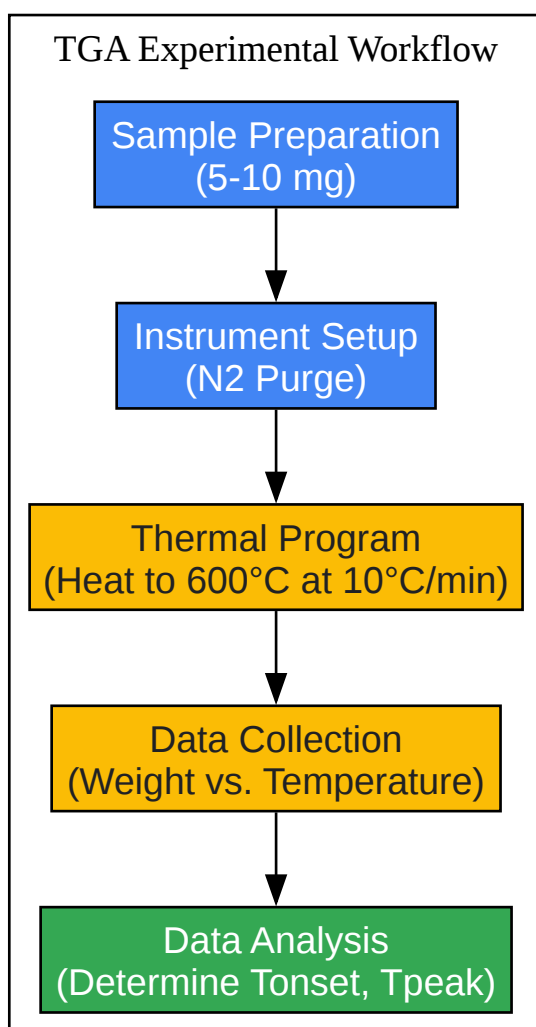 TGA Experimental Workflow
Sample Preparation
(5-10 mg)
Instrument Setup
(N2 Purge)
Thermal Program
(Heat to 600°C at 10°C/min)
Data Collection
(Weight vs. Temperature)
Data Analysis
(Determine Tonset, Tpeak)